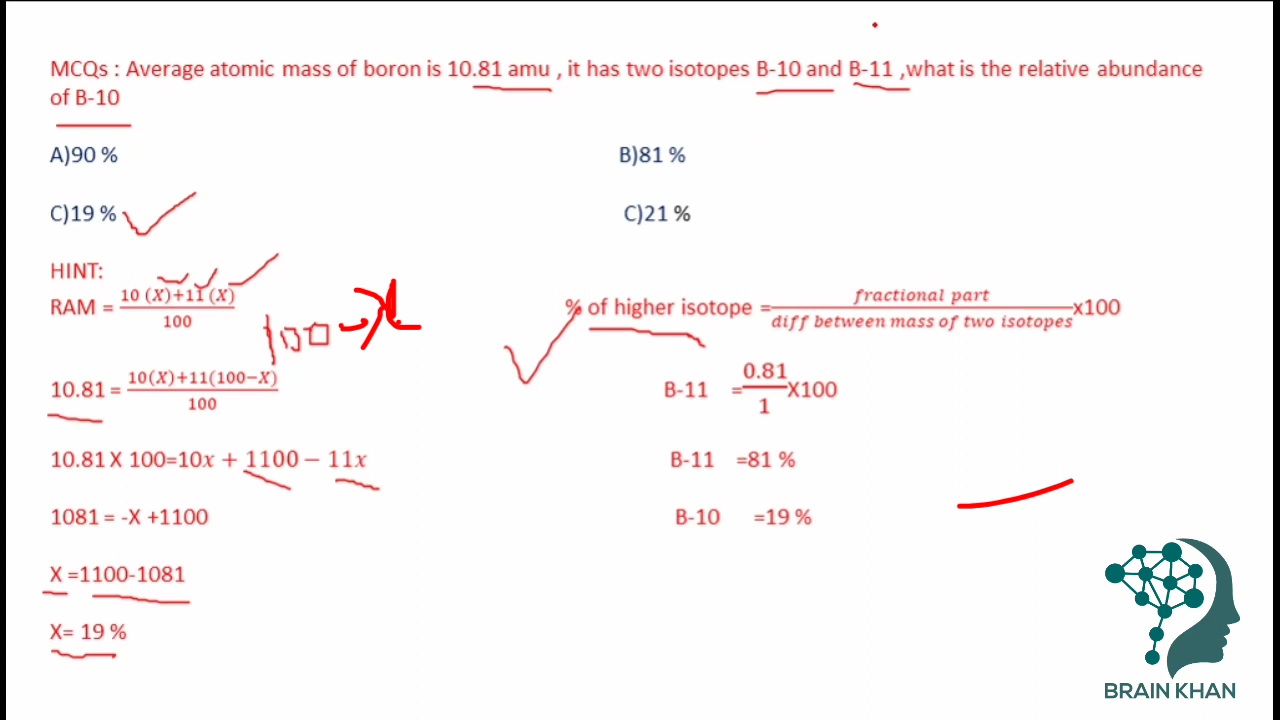 MCQs : Average atomic mass of boron is 10.81 amu , it has two isotopes B-10 and B-11 ,what is the relative abundance
of B-10
A)90 %
B)81 %
C)19 %
C)21 %
HINT:
RAM = 10 (X)+11 (X) / 100
100 - x
10.81 = 10(X)+11(100−X) / 100
10.81 X 100=10x + 1100 − 11x
1081 = -X +1100
X =1100-1081
X= 19 %
% of higher isotope = fractional part / diff between mass of two isotopes x100
B-11 = 0.81 / 1 X100
B-11 =81 %
B-10 =19 %
BRAIN KHAN